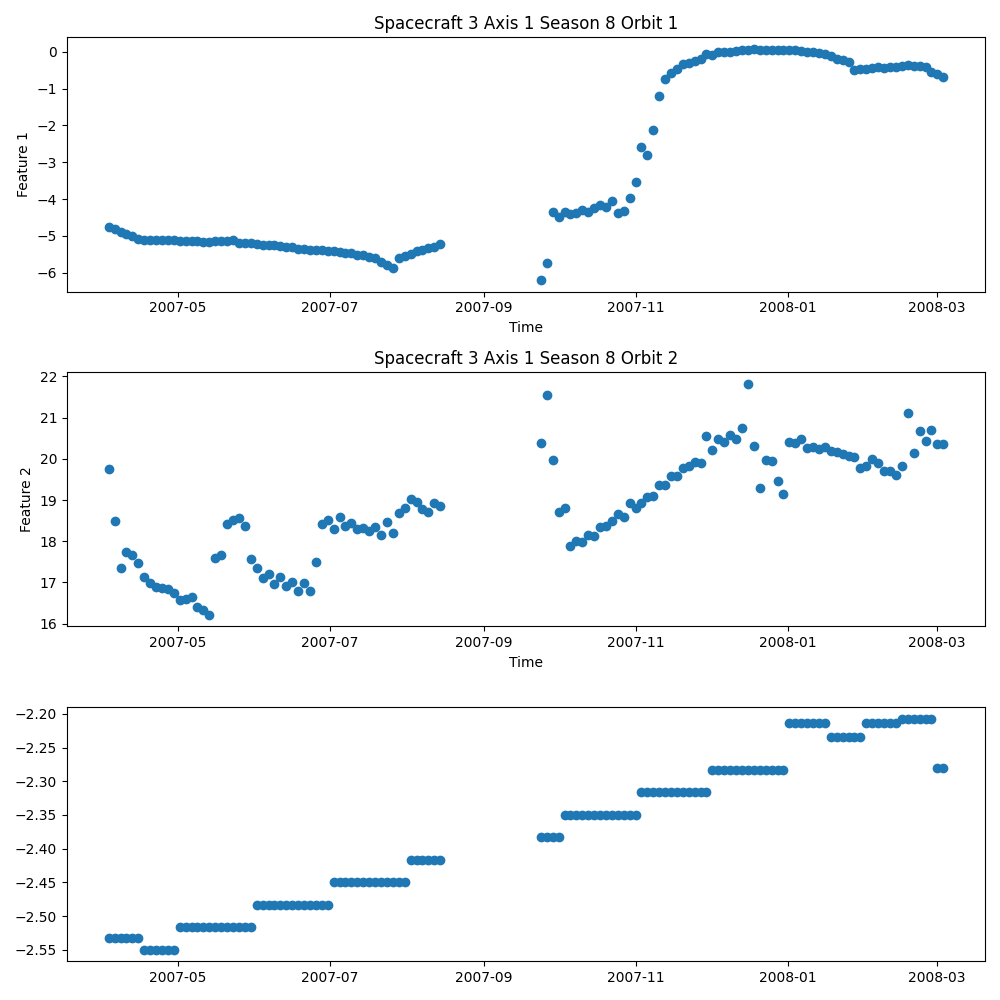 Spacecraft 3 Axis 1 Season 8 Orbit 1
0
−1
−2
−3
−4
−5
−6
Feature 1
2007-05 2007-07 2007-09 2007-11 2008-01 2008-03
Time
Spacecraft 3 Axis 1 Season 8 Orbit 2
22
21
20
19
18
17
16
Feature 2
2007-05 2007-07 2007-09 2007-11 2008-01 2008-03
Time
−2.20
−2.25
−2.30
−2.35
−2.40
−2.45
−2.50
−2.55
2007-05 2007-07 2007-09 2007-11 2008-01 2008-03